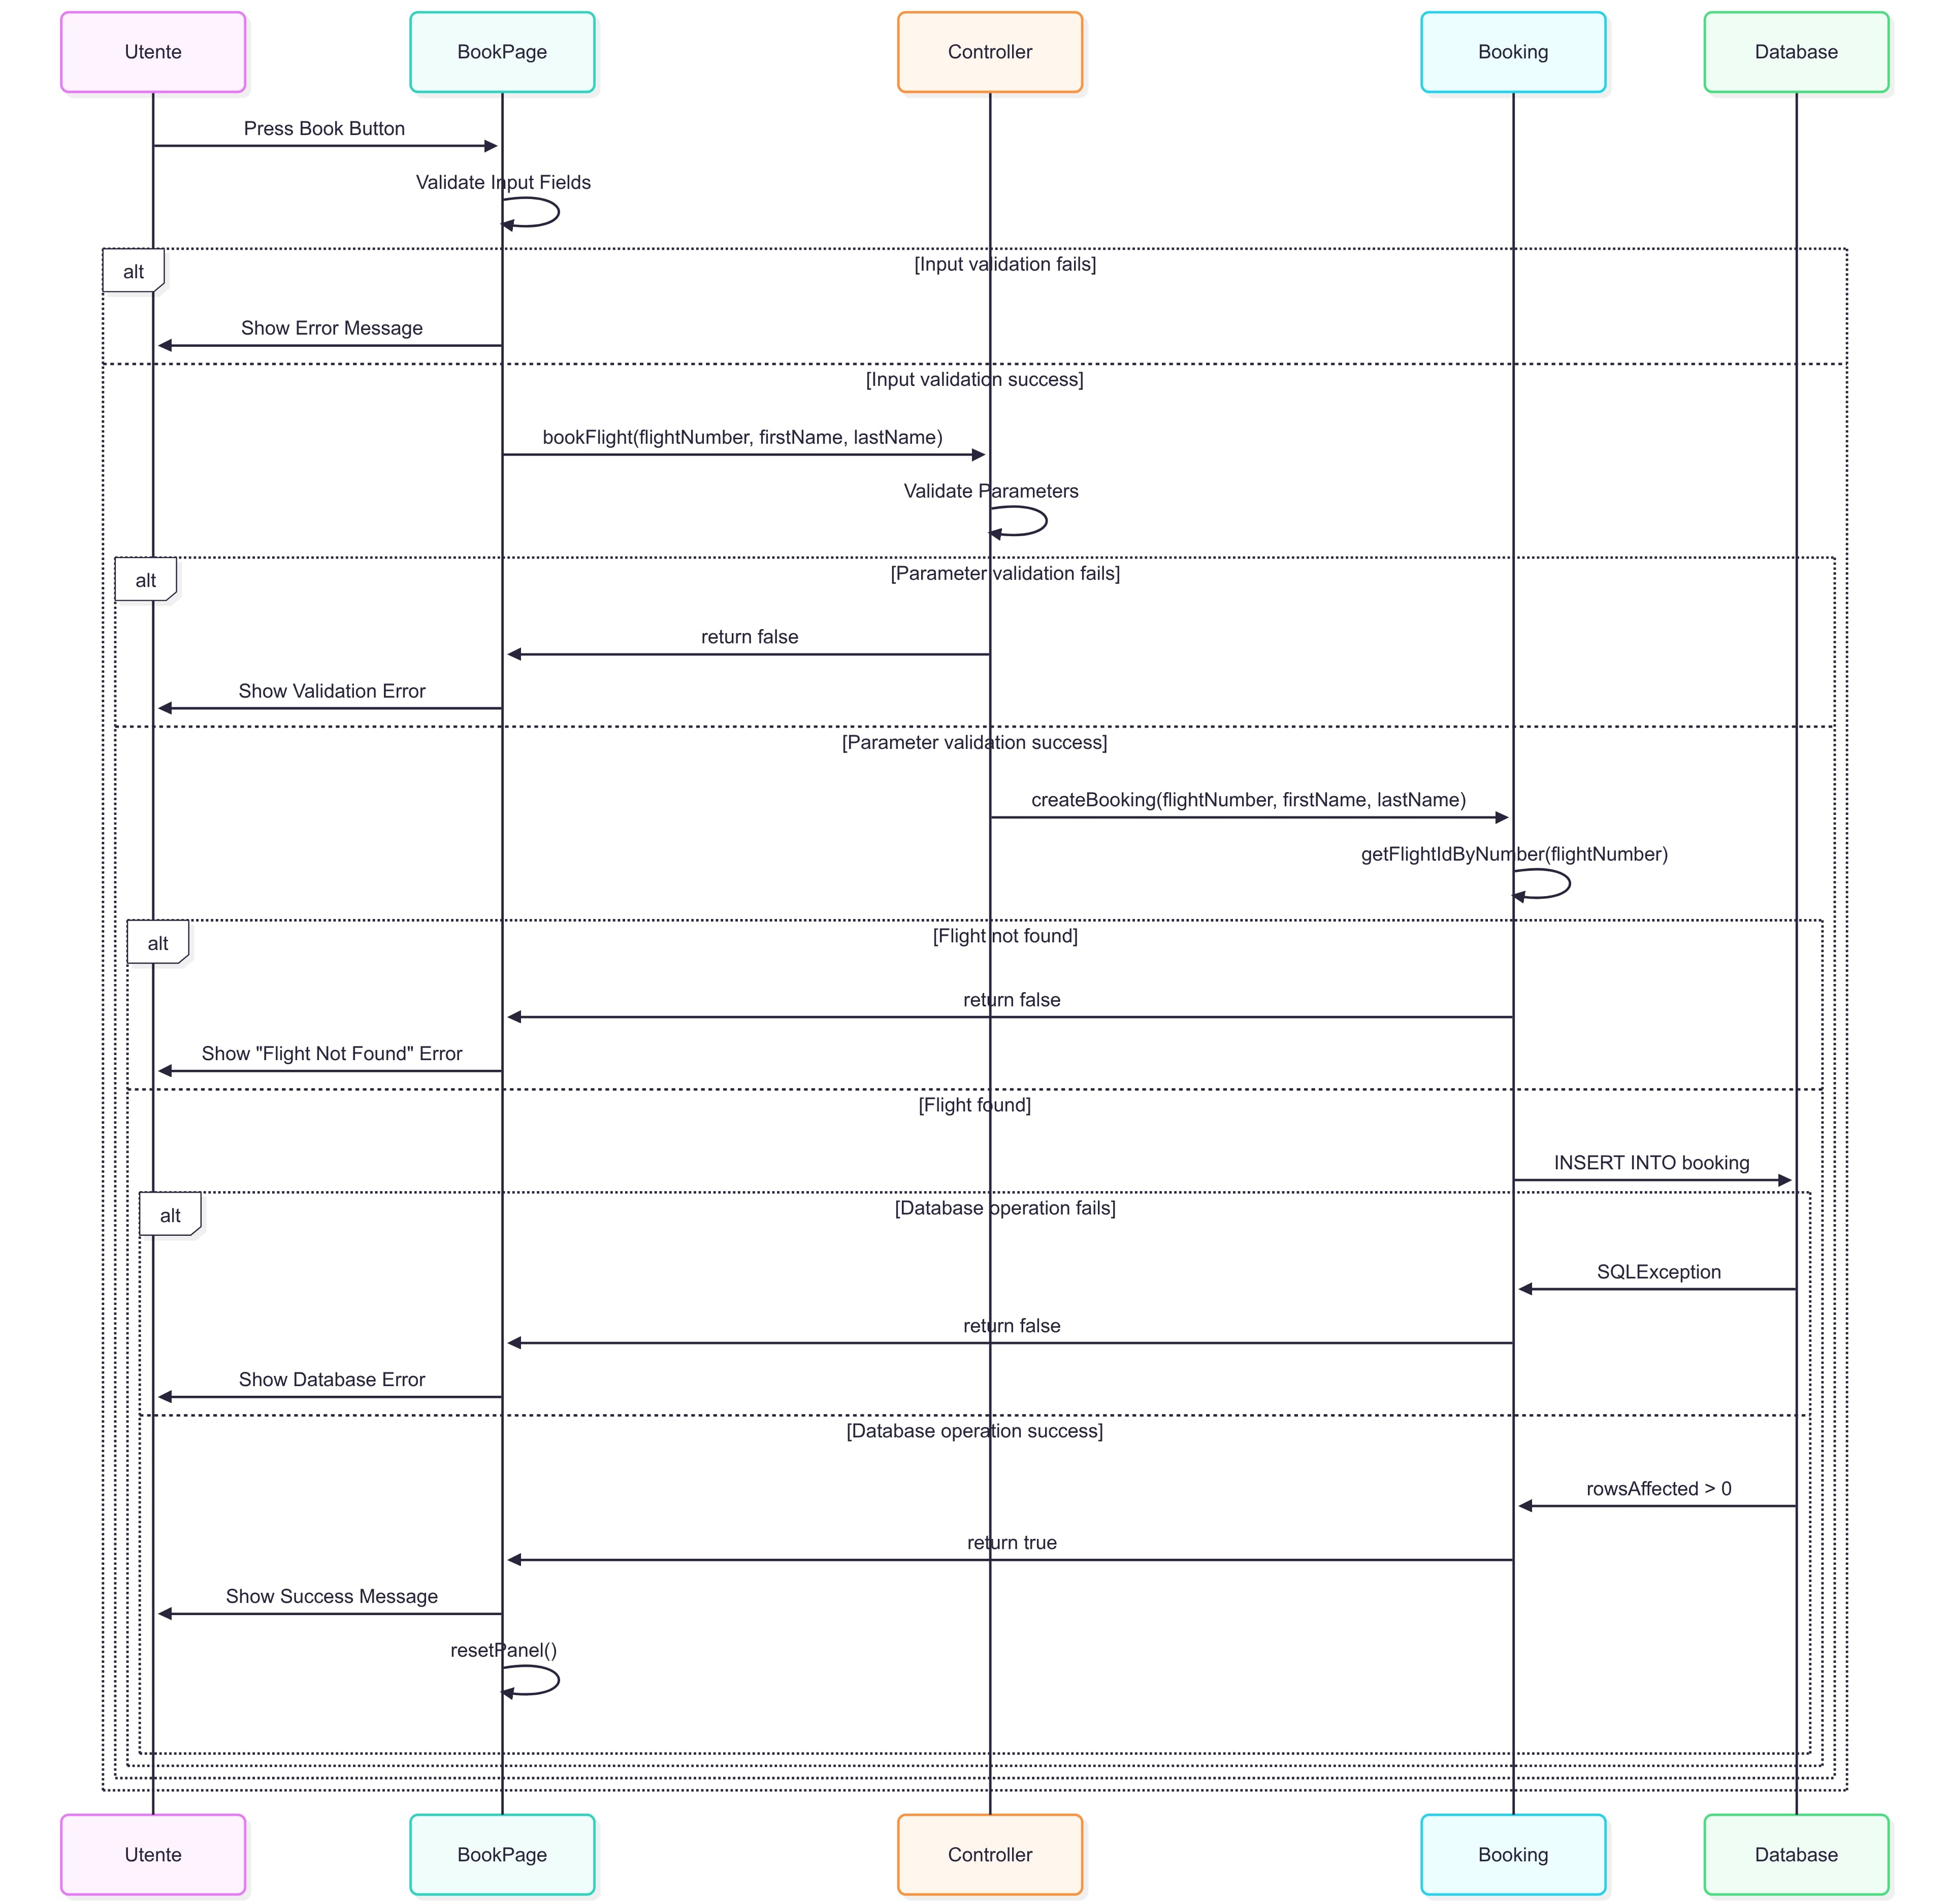 Utente
BookPage
Controller
Booking
Database
Press Book Button
Validate Input Fields
alt
[Input validation fails]
Show Error Message
[Input validation success]
bookFlight(flightNumber, firstName, lastName)
Validate Parameters
alt
[Parameter validation fails]
return false
Show Validation Error
[Parameter validation success]
createBooking(flightNumber, firstName, lastName)
getFlightIdByNumber(flightNumber)
alt
[Flight not found]
return false
Show "Flight Not Found" Error
[Flight found]
INSERT INTO booking
alt
[Database operation fails]
SQLException
return false
Show Database Error
[Database operation success]
rowsAffected > 0
return true
Show Success Message
resetPanel()
Utente
BookPage
Controller
Booking
Database